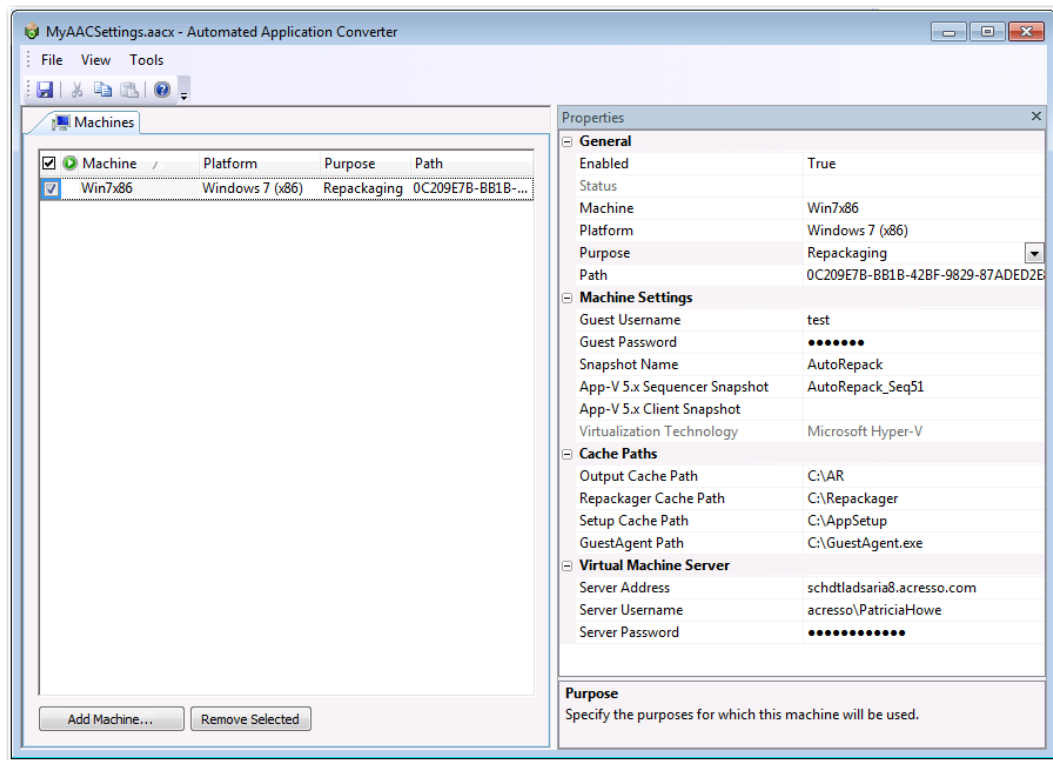 MyAACSettings.aacx - Automated Application Converter
File View Tools
Machines
Machine Platform Purpose Path
Win7x86 Windows 7 (x86) Repackaging 0C209E7B-BB1B-...
Add Machine... Remove Selected
Properties
General
Enabled True
Status
Machine Win7x86
Platform Windows 7 (x86)
Purpose Repackaging
Path 0C209E7B-BB1B-42BF-9829-87ADED2E
Machine Settings
Guest Username test
Guest Password ●●●●●●●
Snapshot Name AutoRepack
App-V 5.x Sequencer Snapshot AutoRepack_Seq51
App-V 5.x Client Snapshot
Virtualization Technology Microsoft Hyper-V
Cache Paths
Output Cache Path C:\AR
Repackager Cache Path C:\Repackager
Setup Cache Path C:\AppSetup
GuestAgent Path C:\GuestAgent.exe
Virtual Machine Server
Server Address schdtladsaria8.acresso.com
Server Username acresso\PatriciaHowe
Server Password ●●●●●●●●●●●●
Purpose
Specify the purposes for which this machine will be used.